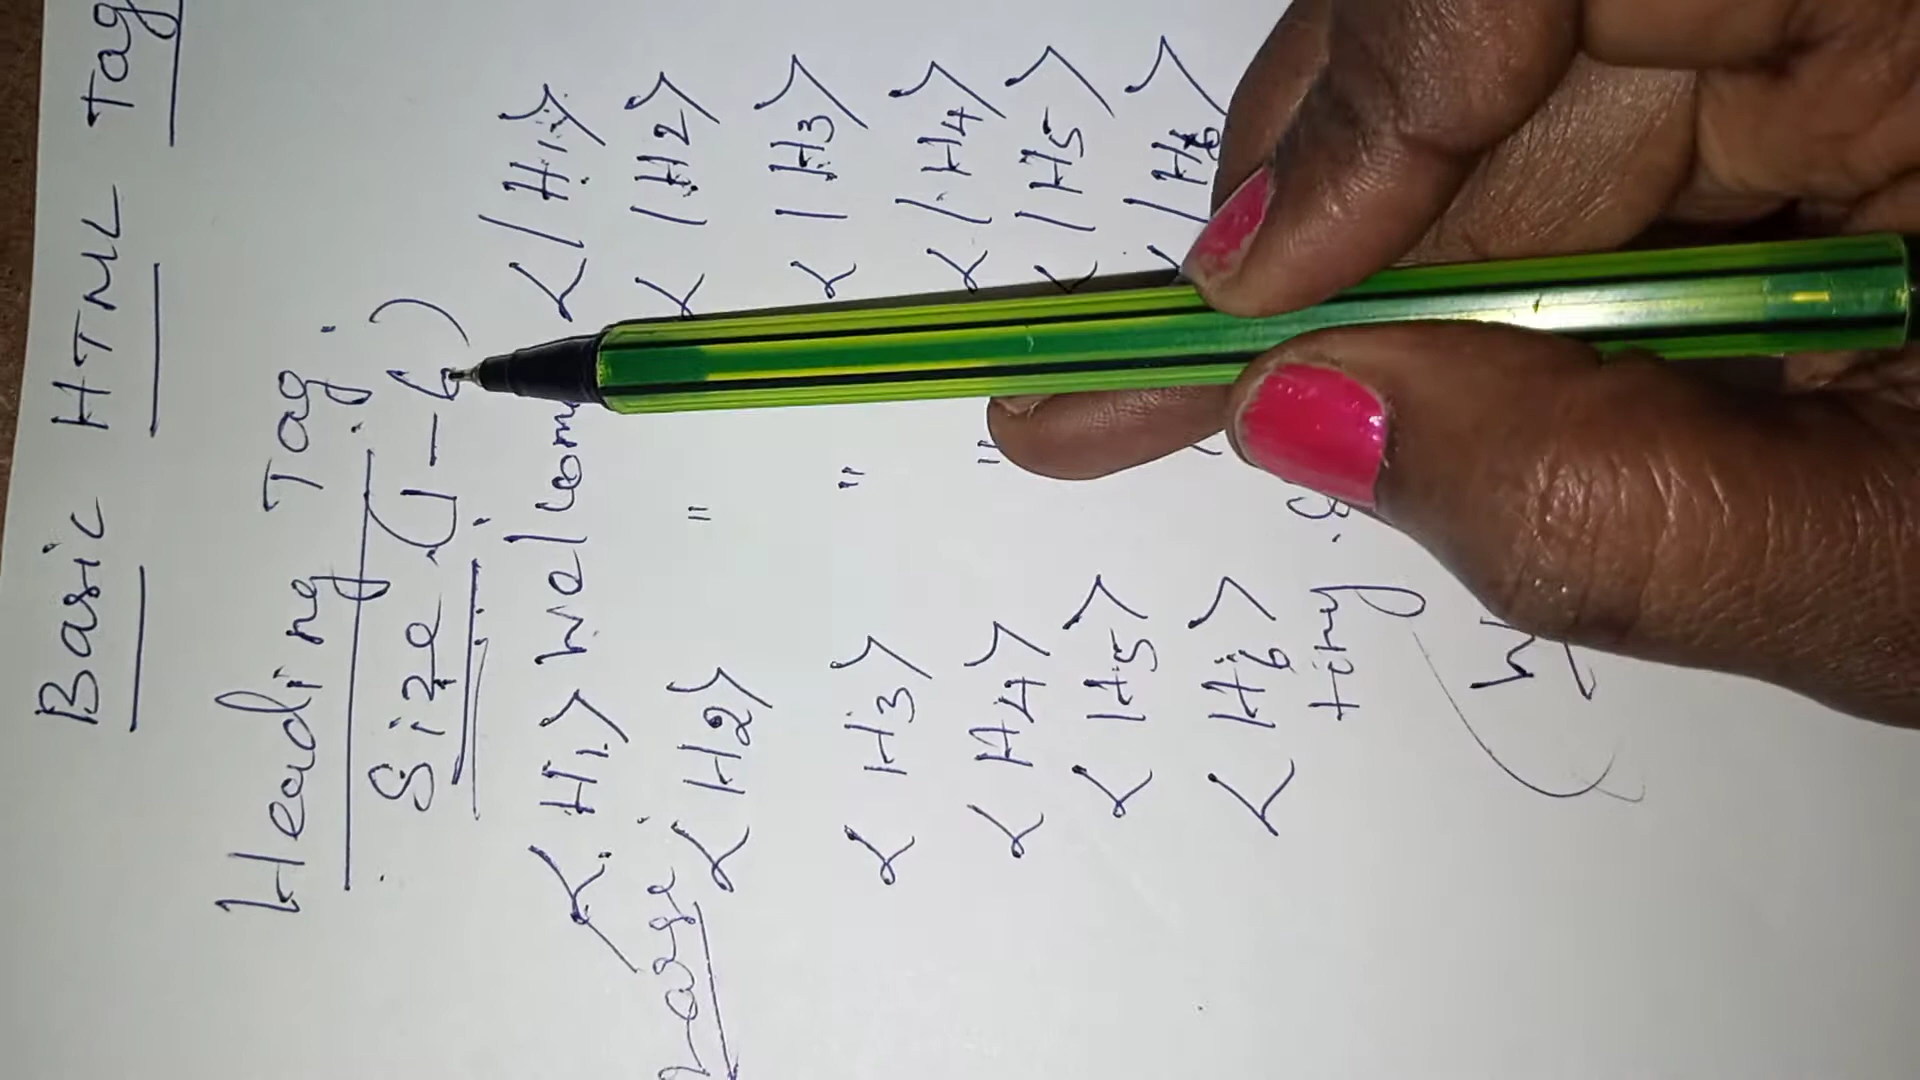 Basic HTML Tag
Heading Tag
Size (1-6)
<H1> welcom </H1>
Large
<H2> " </H2>
<H3> " </H3>
<H4> " </H4>
<H5> </H5>
<H6> </H6>
tiny